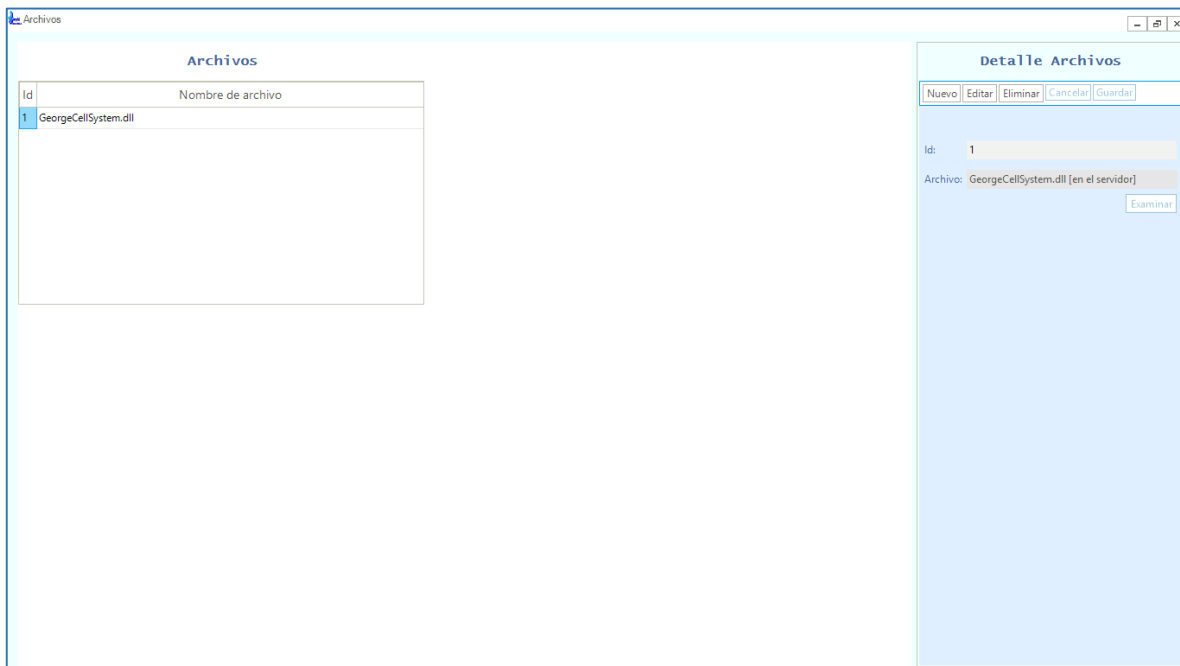 Archivos
Archivos
Id Nombre de archivo
1 GeorgeCellSystem.dll
Detalle Archivos
Nuevo Editar Eliminar Cancelar Guardar
Id: 1
Archivo: GeorgeCellSystem.dll [en el servidor]
Examinar